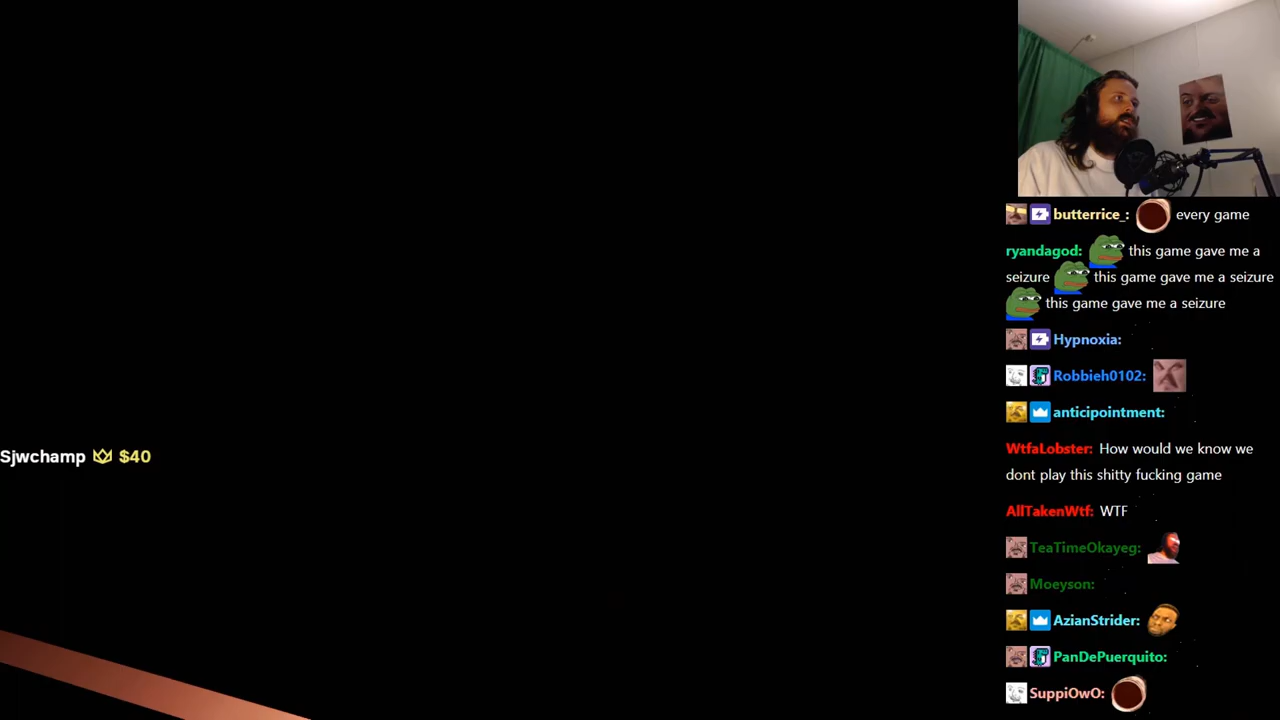 butterrice_: every game
ryandagod: this game gave me a
seizure this game gave me a seizure
this game gave me a seizure
Hypnoxia:
Robbieh0102:
anticipointment:
WtfaLobster: How would we know we
dont play this shitty fucking game
Sjwchamp $40
AllTakenWtf: WTF
TeaTimeOkayeg:
Moeyson:
AzianStrider:
PanDePuerquito:
SuppiOwO: